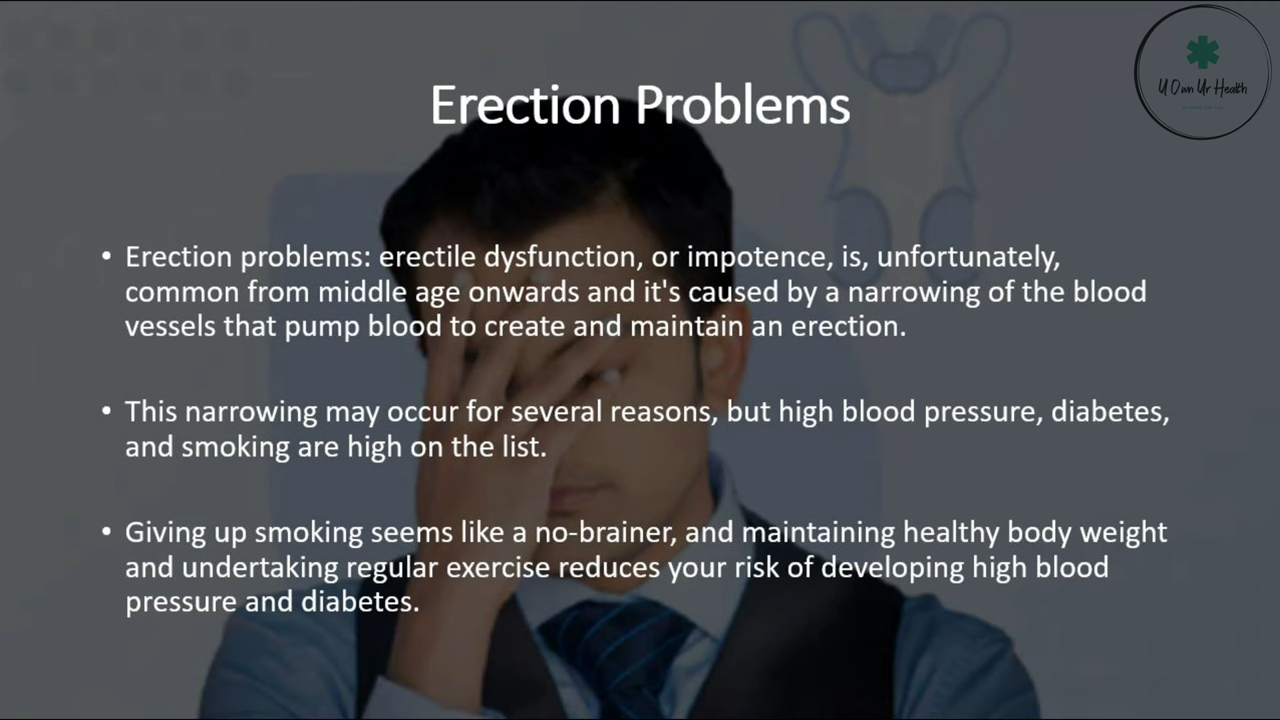 U Own Ur Health
Erection Problems
• Erection problems: erectile dysfunction, or impotence, is, unfortunately,
common from middle age onwards and it's caused by a narrowing of the blood
vessels that pump blood to create and maintain an erection.
• This narrowing may occur for several reasons, but high blood pressure, diabetes,
and smoking are high on the list.
• Giving up smoking seems like a no-brainer, and maintaining healthy body weight
and undertaking regular exercise reduces your risk of developing high blood
pressure and diabetes.